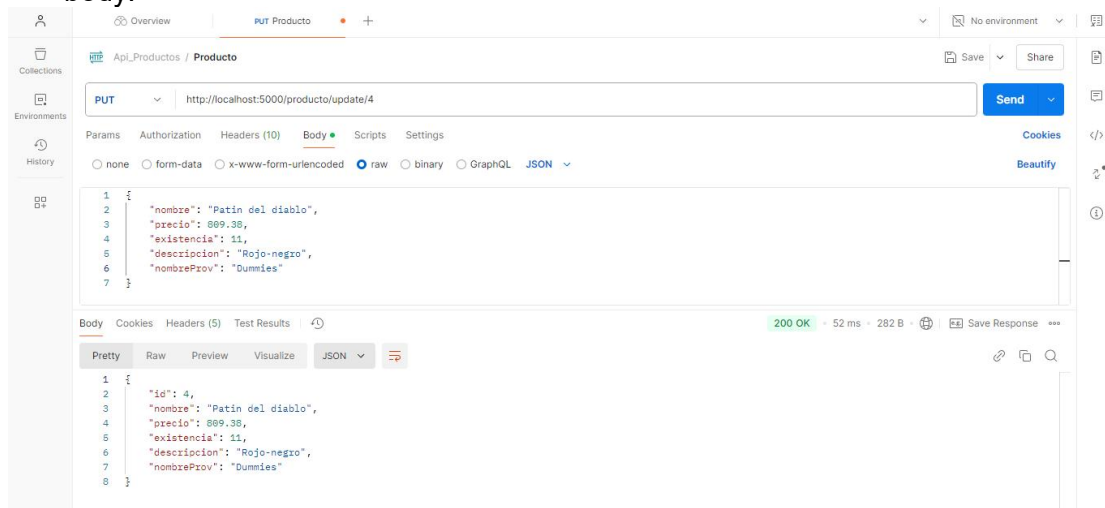 body.
Overview
PUT Producto
No environment
HTTP Api_Productos / Producto
Save
Share
PUT http://localhost:5000/producto/update/4
Send
Params Authorization Headers (10) Body Scripts Settings
Cookies
none form-data x-www-form-urlencoded raw binary GraphQL JSON
Beautify
Collections
Environments
History
1 {
2 "nombre": "Patin del diablo",
3 "precio": 809.38,
4 "existencia": 11,
5 "descripcion": "Rojo-negro",
6 "nombreProv": "Dummies"
7 }
Body Cookies Headers (5) Test Results
200 OK 52 ms 282 B
Save Response
Pretty Raw Preview Visualize JSON
1 {
2 "id": 4,
3 "nombre": "Patin del diablo",
4 "precio": 809.38,
5 "existencia": 11,
6 "descripcion": "Rojo-negro",
7 "nombreProv": "Dummies"
8 }